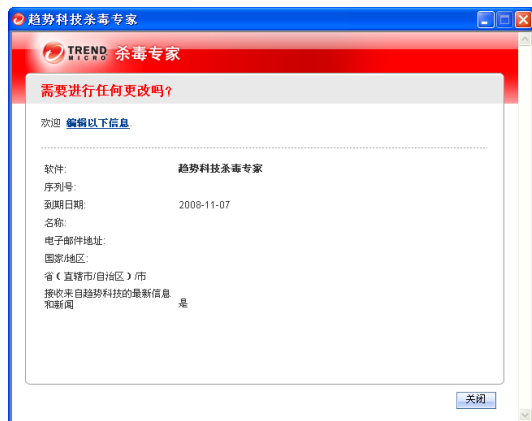 趋势科技杀毒专家
TREND MICRO 杀毒专家
需要进行任何更改吗?
欢迎 编辑以下信息.
软件: 趋势科技杀毒专家
序列号:
到期日期: 2008-11-07
名称:
电子邮件地址:
国家/地区:
省（直辖市/自治区）/市
接收来自趋势科技的最新信息
和新闻 是
关闭